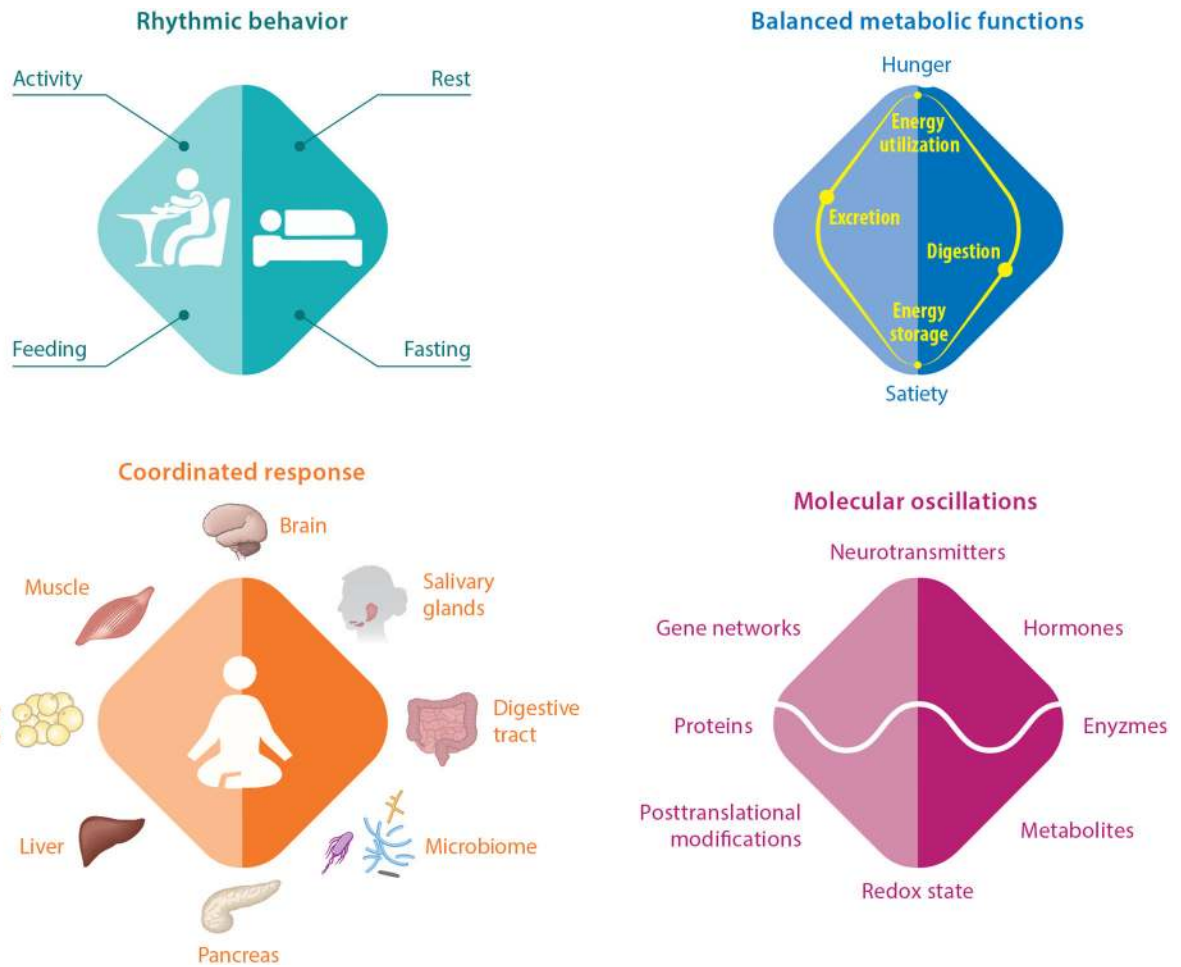 Rhythmic behavior
Activity
Rest
Feeding
Fasting
Balanced metabolic functions
Hunger
Energy
utilization
Excretion
Digestion
Energy
storage
Satiety
Coordinated response
Brain
Muscle
Salivary
glands
Digestive
tract
Liver
Microbiome
Pancreas
Molecular oscillations
Neurotransmitters
Gene networks
Hormones
Proteins
Enyzmes
Posttranslational
modifications
Metabolites
Redox state